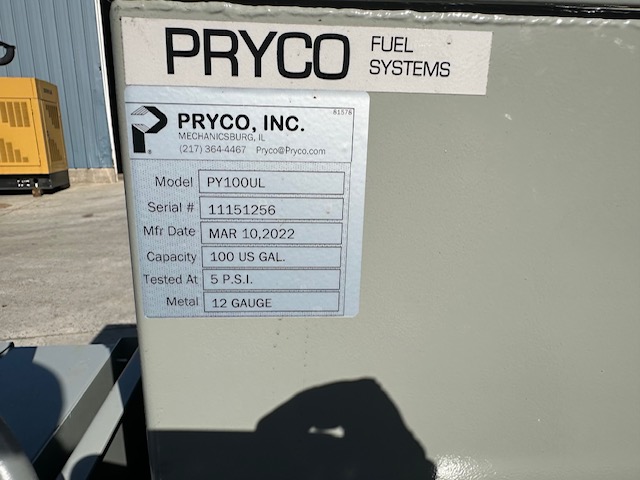 PRYCO FUEL
SYSTEMS
81578
PRYCO, INC.
MECHANICSBURG, IL
(217) 364-4467 Pryco@Pryco.com
Model PY100UL
Serial # 11151256
Mfr Date MAR 10,2022
Capacity 100 US GAL.
Tested At 5 P.S.I.
Metal 12 GAUGE